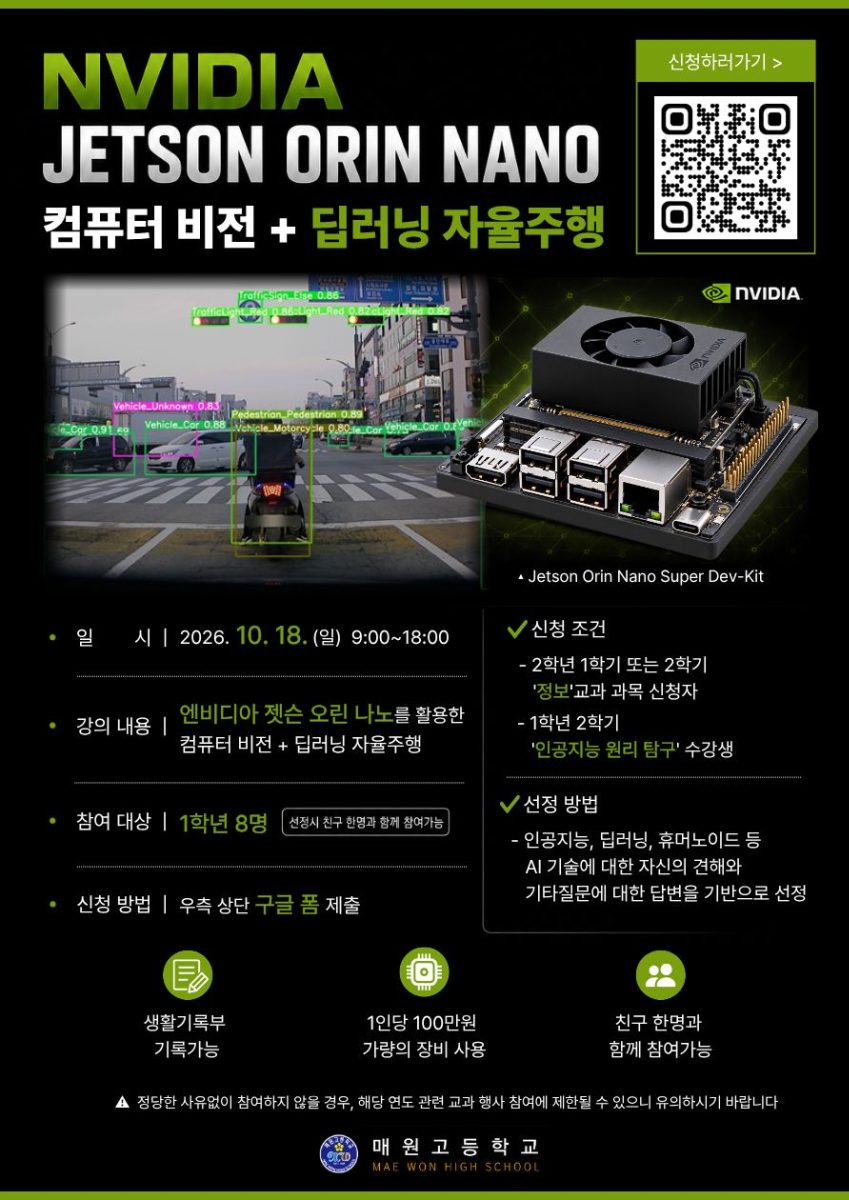 NVIDIA
JETSON ORIN NANO
컴퓨터 비전 + 딥러닝 자율주행
신청하러가기 >
TrafficSign_Else 0.86
TrafficLight_Red 0.86
Light_Red 0.82
Light_Red 0.82
Vehicle_Unknown 0.83
Vehicle_Car 0.88
Pedestrian_Pedestrian 0.89
Vehicle_Motorcycle 0.80
Car 0.91
Vehicle_Car
NVIDIA
NVIDIA
▲ Jetson Orin Nano Super Dev-Kit
• 일 시 | 2026. 10. 18. (일) 9:00~18:00
• 강의 내용 | 엔비디아 젯슨 오린 나노를 활용한
컴퓨터 비전 + 딥러닝 자율주행
• 참여 대상 | 1학년 8명 선정시 친구 한명과 함께 참여가능
• 신청 방법 | 우측 상단 구글 폼 제출
신청 조건
- 2학년 1학기 또는 2학기
'정보'교과 과목 신청자
- 1학년 2학기
'인공지능 원리 탐구' 수강생
선정 방법
- 인공지능, 딥러닝, 휴머노이드 등
AI 기술에 대한 자신의 견해와
기타질문에 대한 답변을 기반으로 선정
생활기록부
기록가능
1인당 100만원
가량의 장비 사용
친구 한명과
함께 참여가능
정당한 사유없이 참여하지 않을 경우, 해당 연도 관련 교과 행사 참여에 제한될 수 있으니 유의하시기 바랍니다
매원고등학교
MAE WON HIGH SCHOOL